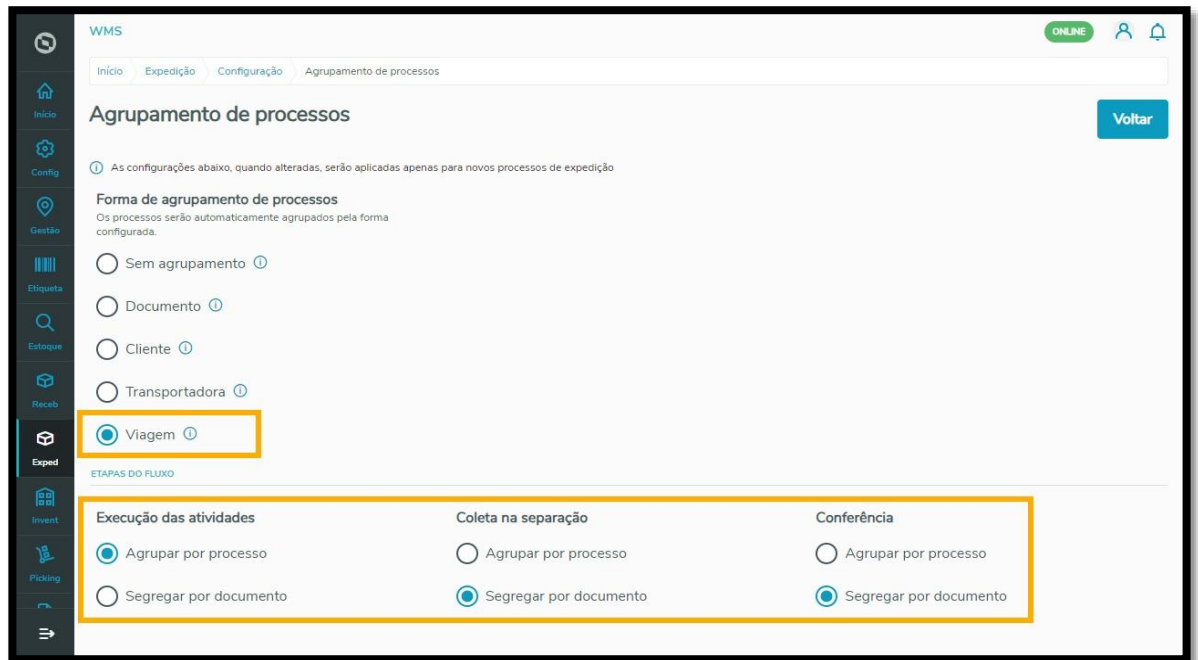 WMS
ONLINE
Início
Expedição
Configuração
Agrupamento de processos
Início
Config
Gestão
Etiqueta
Estoque
Receb
Exped
Invent
Picking
Agrupamento de processos
Voltar
As configurações abaixo, quando alteradas, serão aplicadas apenas para novos processos de expedição
Forma de agrupamento de processos
Os processos serão automaticamente agrupados pela forma
configurada.
Sem agrupamento
Documento
Cliente
Transportadora
Viagem
ETAPAS DO FLUXO
Execução das atividades
Agrupar por processo
Segregar por documento
Coleta na separação
Agrupar por processo
Segregar por documento
Conferência
Agrupar por processo
Segregar por documento